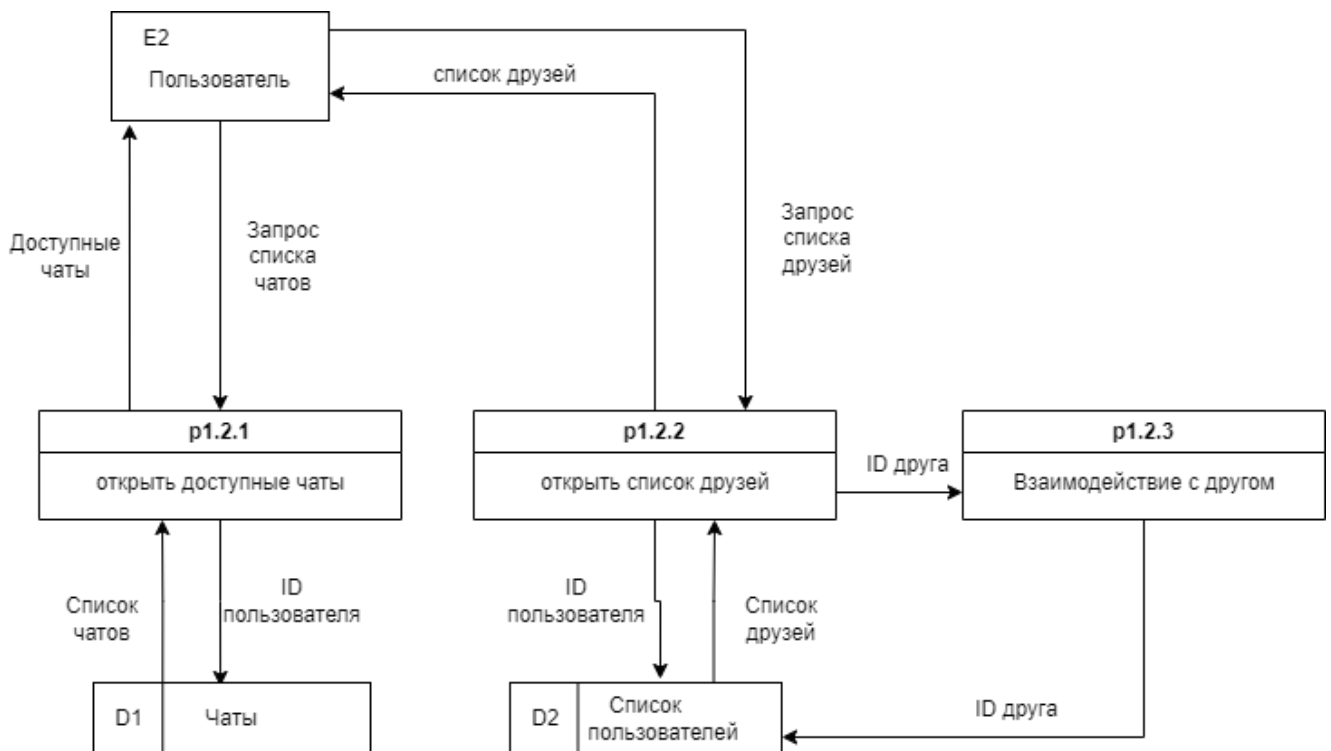 E2
Пользователь
список друзей
Доступные
чаты
Запрос
списка
чатов
Запрос
списка
друзей
p1.2.1
открыть доступные чаты
p1.2.2
открыть список друзей
ID друга
p1.2.3
Взаимодействие с другом
Список
чатов
ID
пользователя
ID
пользователя
Список
друзей
D1
Чаты
D2
Список
пользователей
ID друга